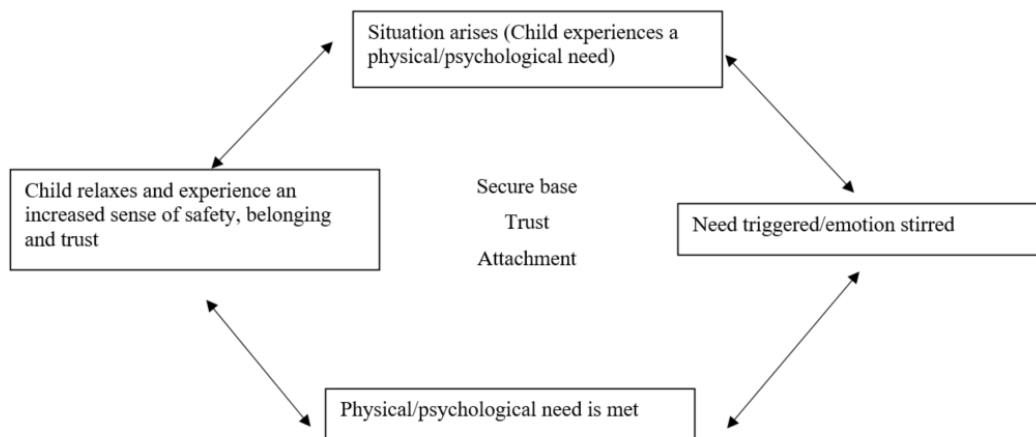 Situation arises (Child experiences a
physical/psychological need)
Child relaxes and experience an
increased sense of safety, belonging
and trust
Secure base
Trust
Attachment
Need triggered/emotion stirred
Physical/psychological need is met